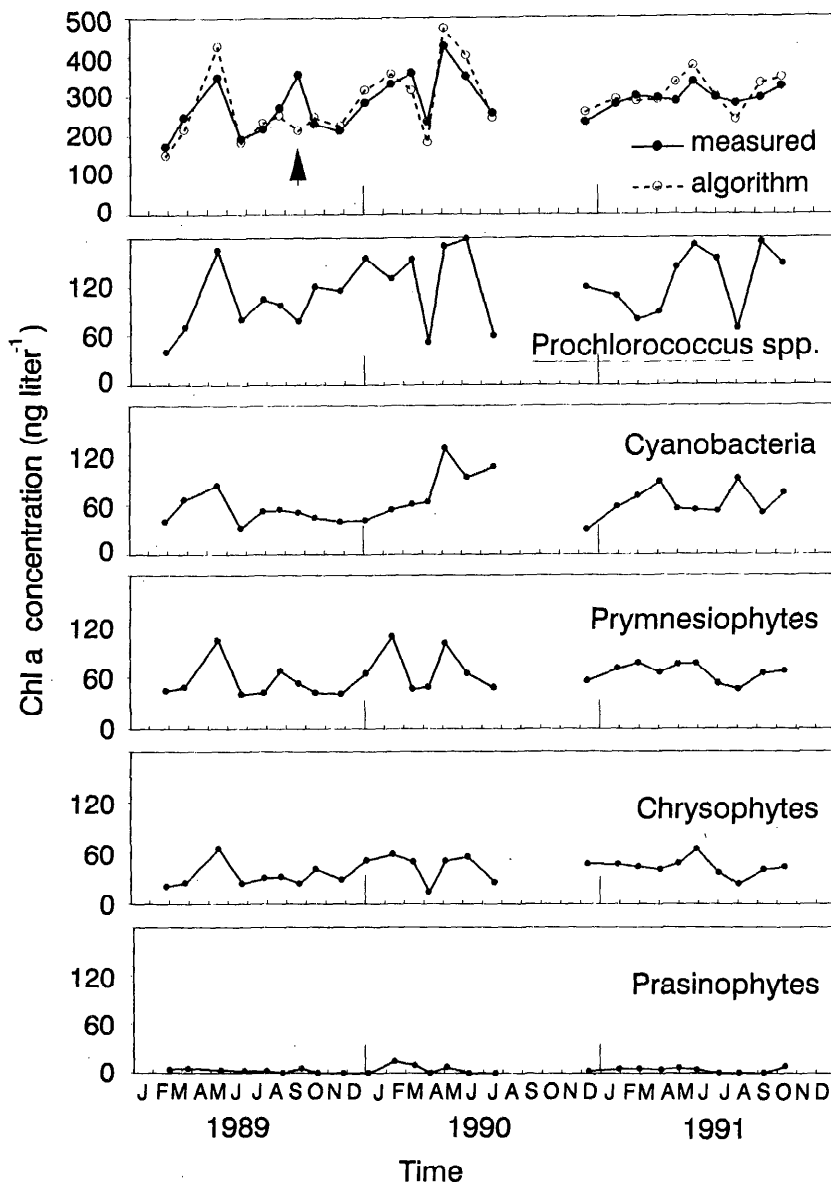 500
400
300
200
100
0
measured
algorithm
120
60
0
Prochlorococcus spp.
120
60
0
Cyanobacteria
120
60
0
Prymnesiophytes
120
60
0
Chrysophytes
120
60
0
Prasinophytes
Chl a concentration (ng liter-1)
J FM AM J J A S O N D J F M A M J J A S O N D J F M A M J J A S O N D
1989 1990 1991
Time